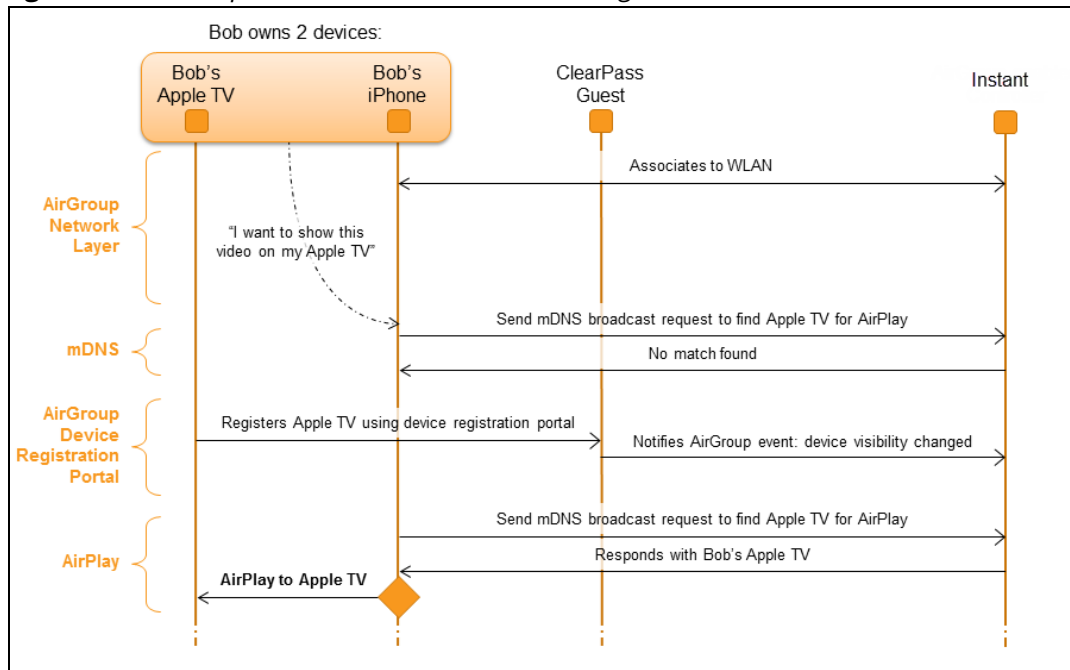 Bob owns 2 devices:
Bob's
Apple TV
Bob's
iPhone
ClearPass
Guest
Instant
Associates to WLAN
AirGroup
Network
Layer
"I want to show this
video on my Apple TV"
Send mDNS broadcast request to find Apple TV for AirPlay
mDNS
No match found
AirGroup
Device
Registration
Portal
Registers Apple TV using device registration portal
Notifies AirGroup event: device visibility changed
Send mDNS broadcast request to find Apple TV for AirPlay
Responds with Bob's Apple TV
AirPlay
AirPlay to Apple TV